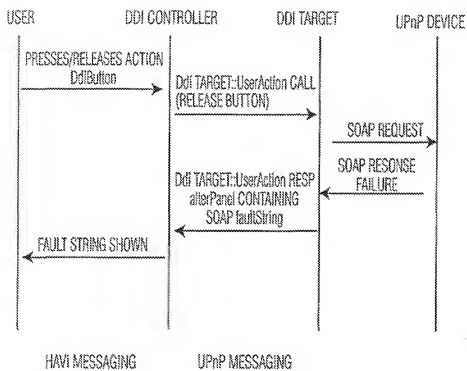 USER DDI CONTROLLER DDI TARGET UPnP DEVICE
PRESSES/RELEASES ACTION
DdiButton
Ddi TARGET::UserAction CALL
(RELEASE BUTTON)
SOAP REQUEST
SOAP RESONSE
FAILURE
Ddi TARGET::UserAction RESP
alterPanel CONTAINING
SOAP faultString
FAULT STRING SHOWN
HAVi MESSAGING UPnP MESSAGING